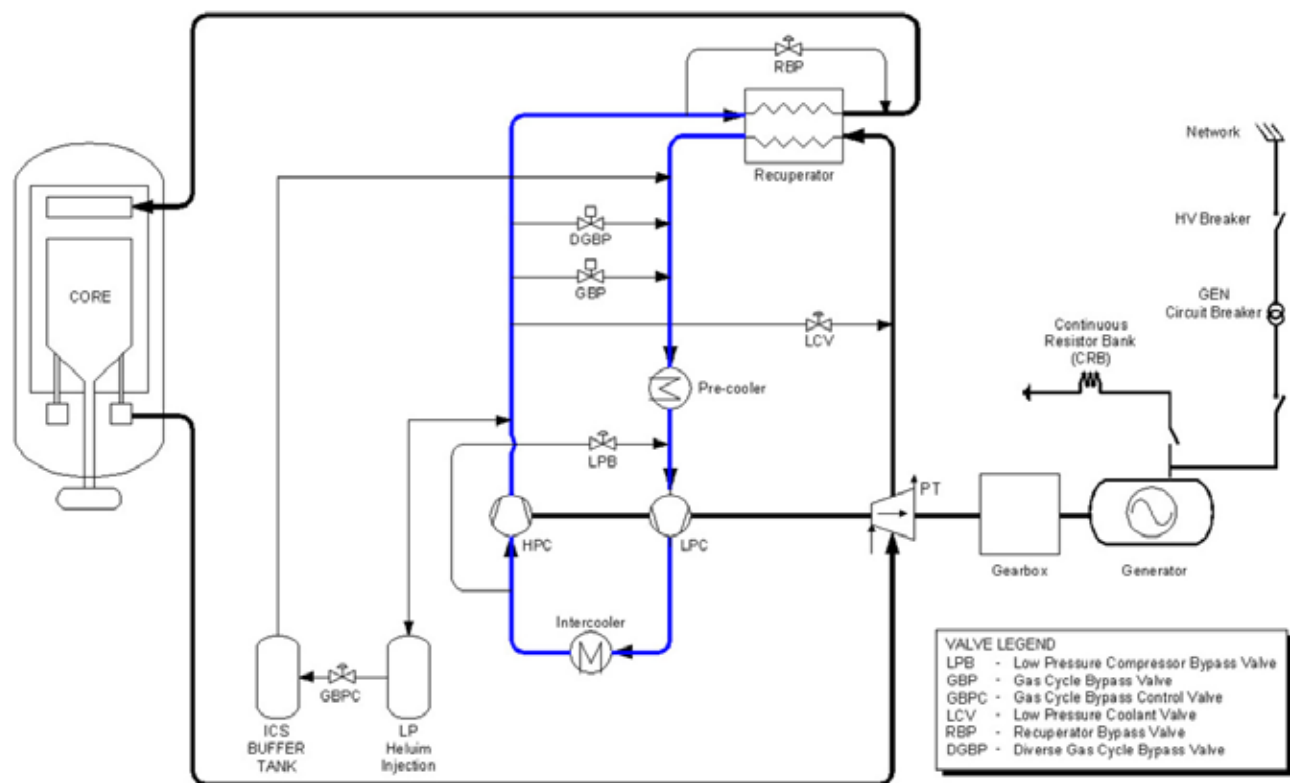 RBP
Recuperator
Network
HV Breaker
GEN
Circuit Breaker
DGBP
GBP
LCV
CORE
Continuous
Resistor Bank
(CRB)
Pre-cooler
LPB
PT
HPC
LPC
Gearbox
Generator
Intercooler
GBPC
ICS
BUFFER
TANK
LP
Heluim
Injection
VALVE LEGEND
LPB - Low Pressure Compressor Bypass Valve
GBP - Gas Cycle Bypass Valve
GBPC - Gas Cycle Bypass Control Valve
LCV - Low Pressure Coolant Valve
RBP - Recuperator Bypass Valve
DGBP - Diverse Gas Cycle Bypass Valve